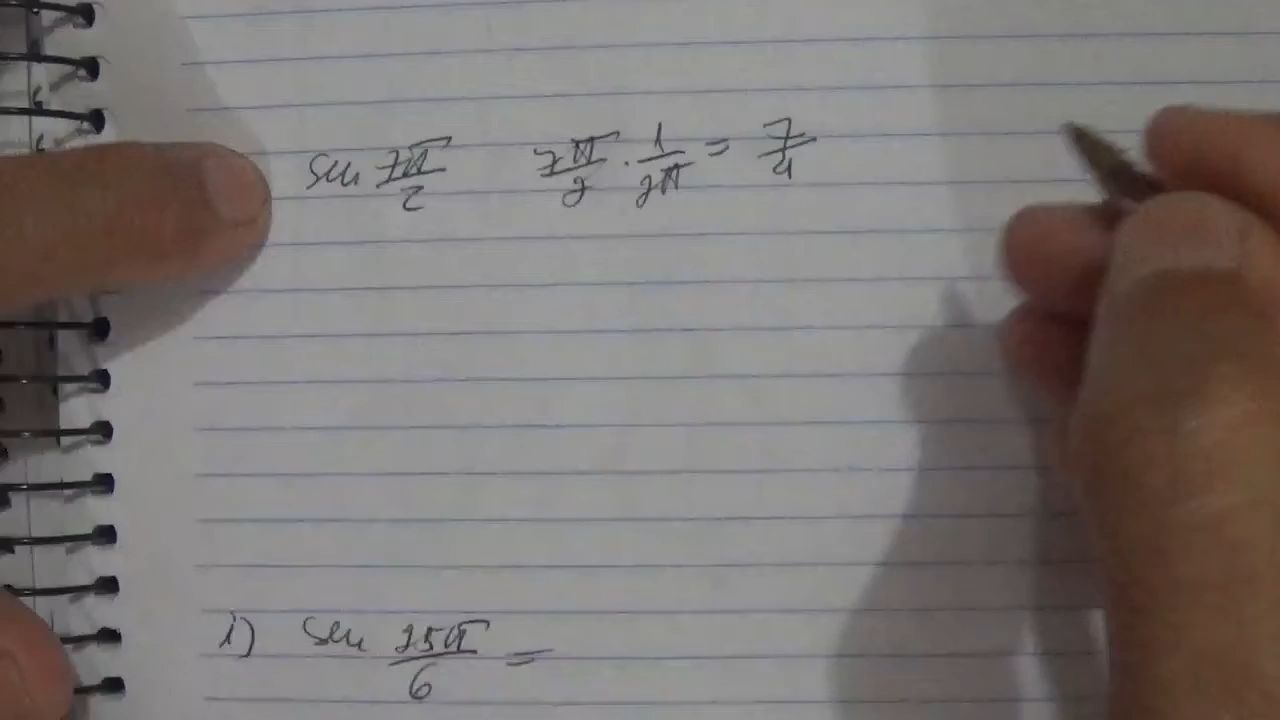 sen 7π/2   7π/2 · 1/2π = 7/4
i) sen 25π/6 =